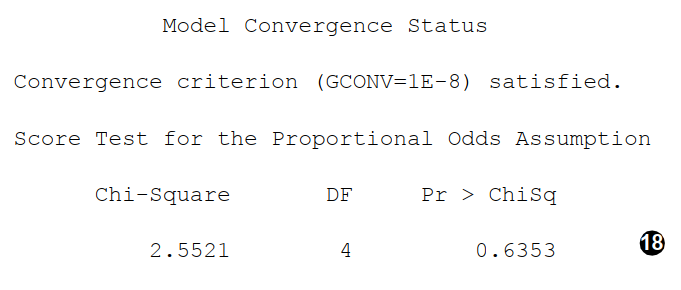 Model Convergence Status
Convergence criterion (GCONV=1E-8) satisfied.
Score Test for the Proportional Odds Assumption
Chi-Square DF Pr > ChiSq
2.5521 4 0.6353 18